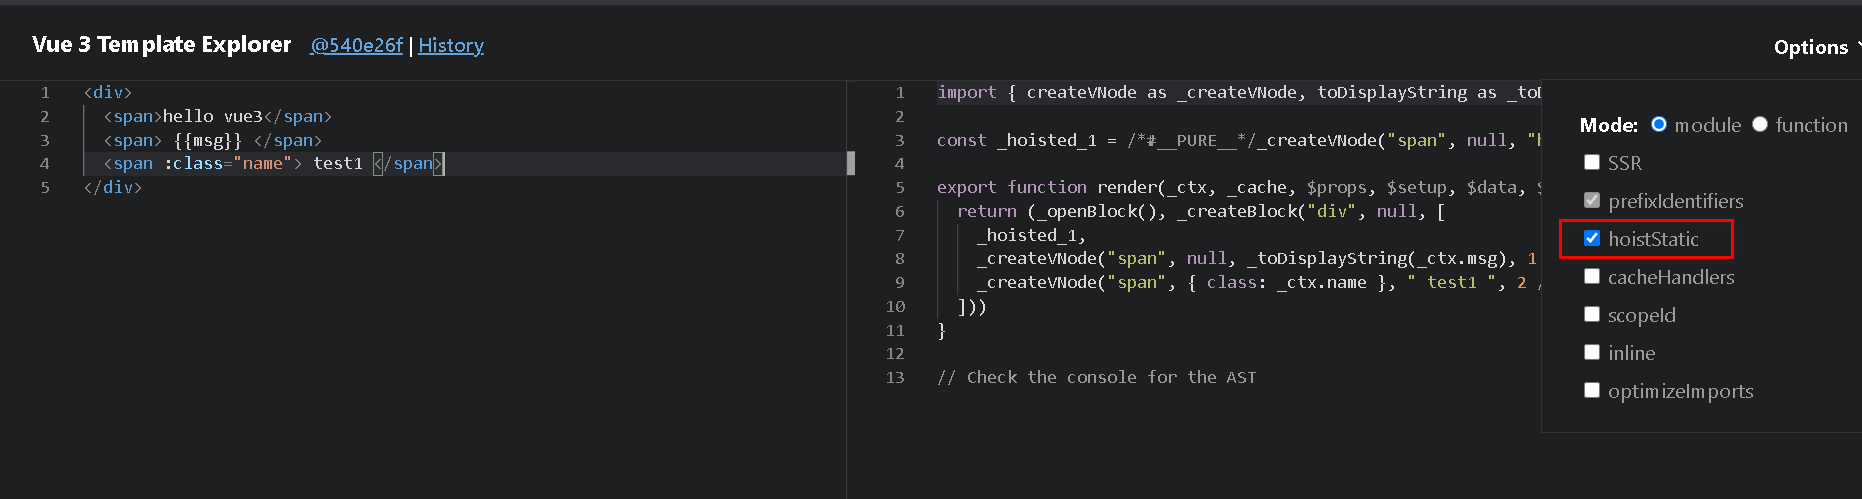 Vue 3 Template Explorer @540e26f | History
Options
1 <div>
2 <span>hello vue3</span>
3 <span> {{msg}} </span>
4 <span :class="name"> test1 </span>
5 </div>
1 import { createVNode as _createVNode, toDisplayString as _toD
2
3 const _hoisted_1 = /*#__PURE__*/_createVNode("span", null, "h
4
5 export function render(_ctx, _cache, $props, $setup, $data, $
6 return (_openBlock(), _createBlock("div", null, [
7 _hoisted_1,
8 _createVNode("span", null, _toDisplayString(_ctx.msg), 1
9 _createVNode("span", { class: _ctx.name }, " test1 ", 2 /
10 ]))
11 }
12
13 // Check the console for the AST
Mode: module function
SSR
prefixIdentifiers
hoistStatic
cacheHandlers
scopeId
inline
optimizeImports